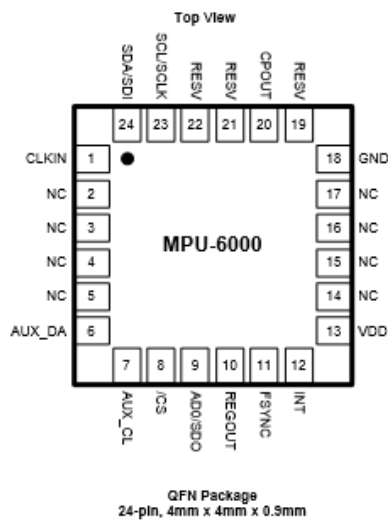 Top View
SDA/SDI
SCL/SCLK
RESV
RESV
CPOUT
RESV
24 23 22 21 20 19
CLKIN 1
NC 2
NC 3
NC 4
NC 5
AUX_DA 6
MPU-6000
18 GND
17 NC
16 NC
15 NC
14 NC
13 VDD
7 8 9 10 11 12
AUX_CL
/CS
AD0/SDO
REGOUT
FSYNC
INT
QFN Package
24-pin, 4mm x 4mm x 0.9mm